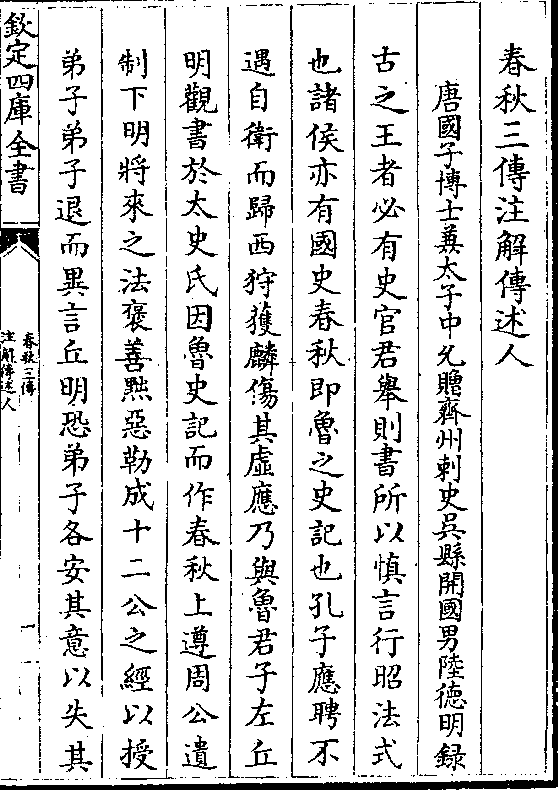 春秋三傳注解傳述人
唐國子博士兼太子中允贈齊州刺史吳縣開國男陸德明録
古之王者必有史官君舉則書所以慎言行昭法式
也諸侯亦有國史春秋即魯之史記也孔子應聘不
遇自衛而歸西狩獲麟傷其虛應乃與魯君子左丘
明觀書於太史氏因魯史記而作春秋上遵周公遺
制下明將來之法褒善黜惡勒成十二公之經以授
弟子弟子退而異言丘明恐弟子各安其意以失其
欽定四庫全書
春秋三傳
注解傳述人
一